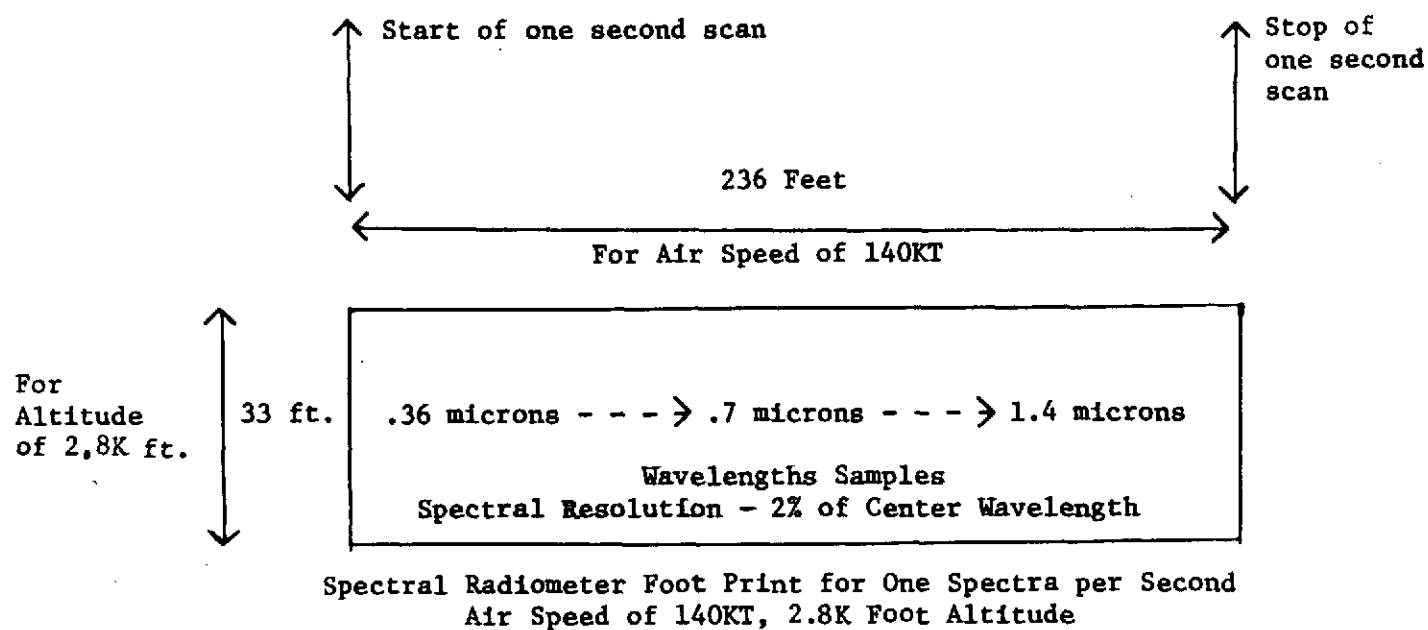 Start of one second scan
Stop of
one second
scan
236 Feet
For Air Speed of 140KT
For
Altitude
of 2,8K ft.
33 ft.
.36 microns - - - → .7 microns - - - → 1.4 microns
Wavelengths Samples
Spectral Resolution - 2% of Center Wavelength
Spectral Radiometer Foot Print for One Spectra per Second
Air Speed of 140KT, 2.8K Foot Altitude